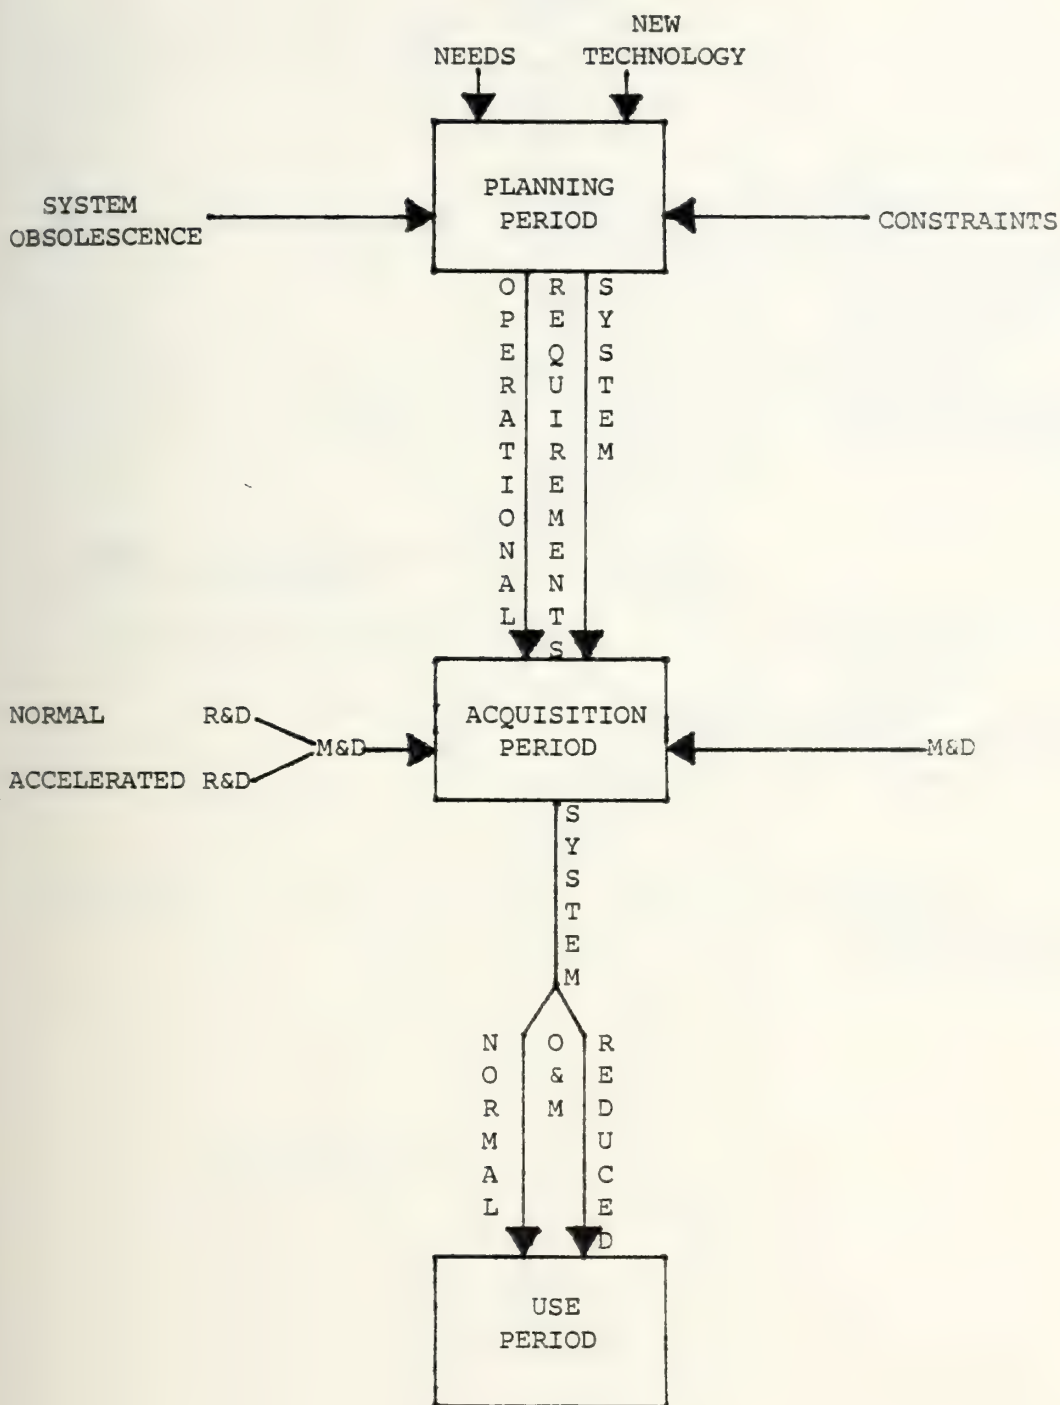 NEEDS
NEW
TECHNOLOGY
PLANNING
PERIOD
SYSTEM
OBSOLESCENCE
CONSTRAINTS
OPERATIONAL
REQUIREMENTS
SYSTEM
NORMAL R&D
ACCELERATED R&D
M&D
ACQUISITION
PERIOD
M&D
SYSTEM
NORMAL
O&M
REDUCED
USE
PERIOD